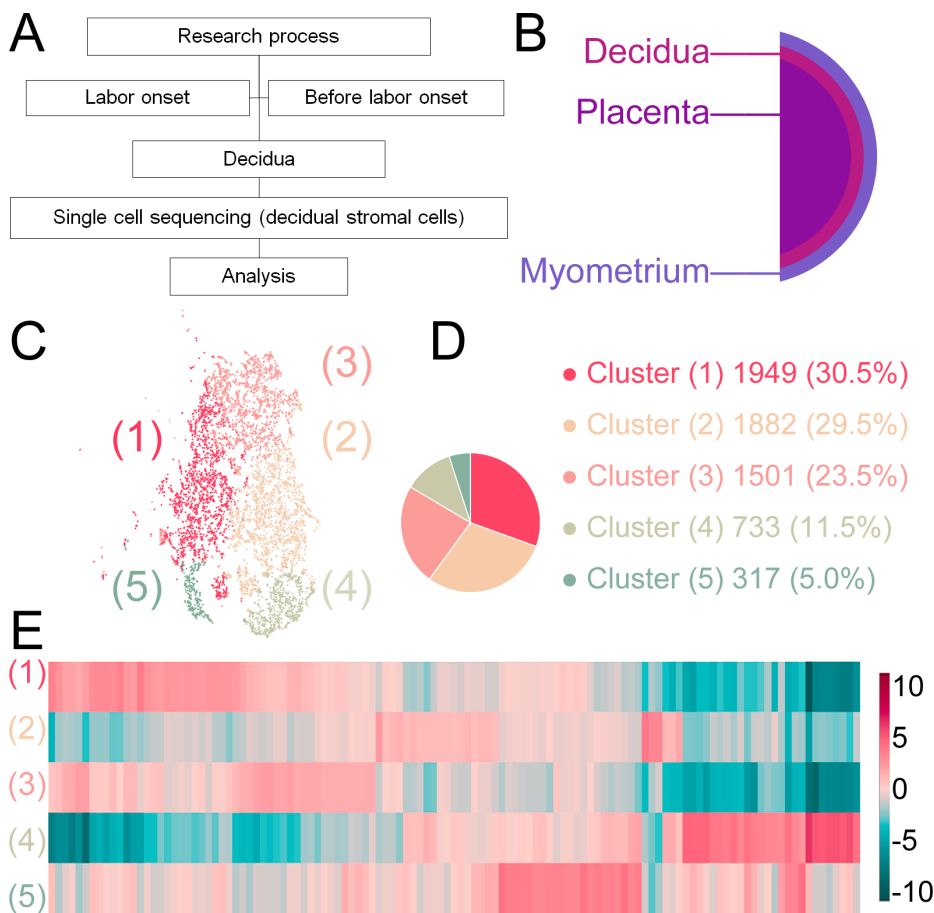 A
Research process
Labor onset
Before labor onset
Decidua
Single cell sequencing (decidual stromal cells)
Analysis
B
Decidua
Placenta
Myometrium
C
(1)
(2)
(3)
(4)
(5)
D
Cluster (1) 1949 (30.5%)
Cluster (2) 1882 (29.5%)
Cluster (3) 1501 (23.5%)
Cluster (4) 733 (11.5%)
Cluster (5) 317 (5.0%)
E
(1)
(2)
(3)
(4)
(5)
10
5
0
-5
-10